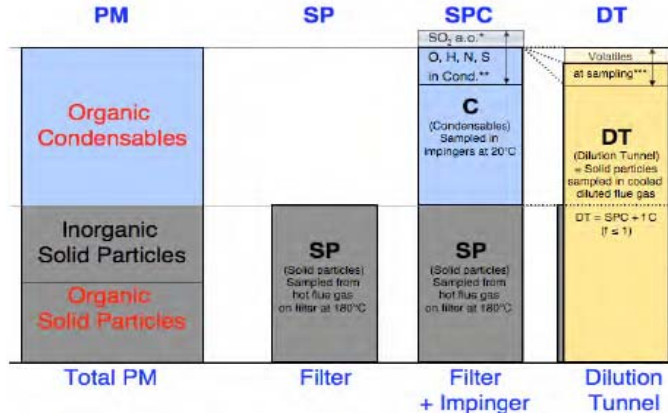 PM
SP
SPC
DT
Organic
Condensables
Inorganic
Solid Particles
Organic
Solid Particles
SP
(Solid particles)
Sampled from
hot flue gas
on filter at 180°C
SO2 a.o.*
O, H, N, S
in Cond.**
C
(Condensables)
Sampled in
impingers at 20°C
SP
(Solid particles)
Sampled from
hot flue gas
on filter at 180°C
Volatiles
at sampling***
DT
(Dilution Tunnel)
= Solid particles
sampled in cooled
diluted flue gas
DT = SPC + f C
(f ≤ 1)
Total PM
Filter
Filter
+ Impinger
Dilution
Tunnel